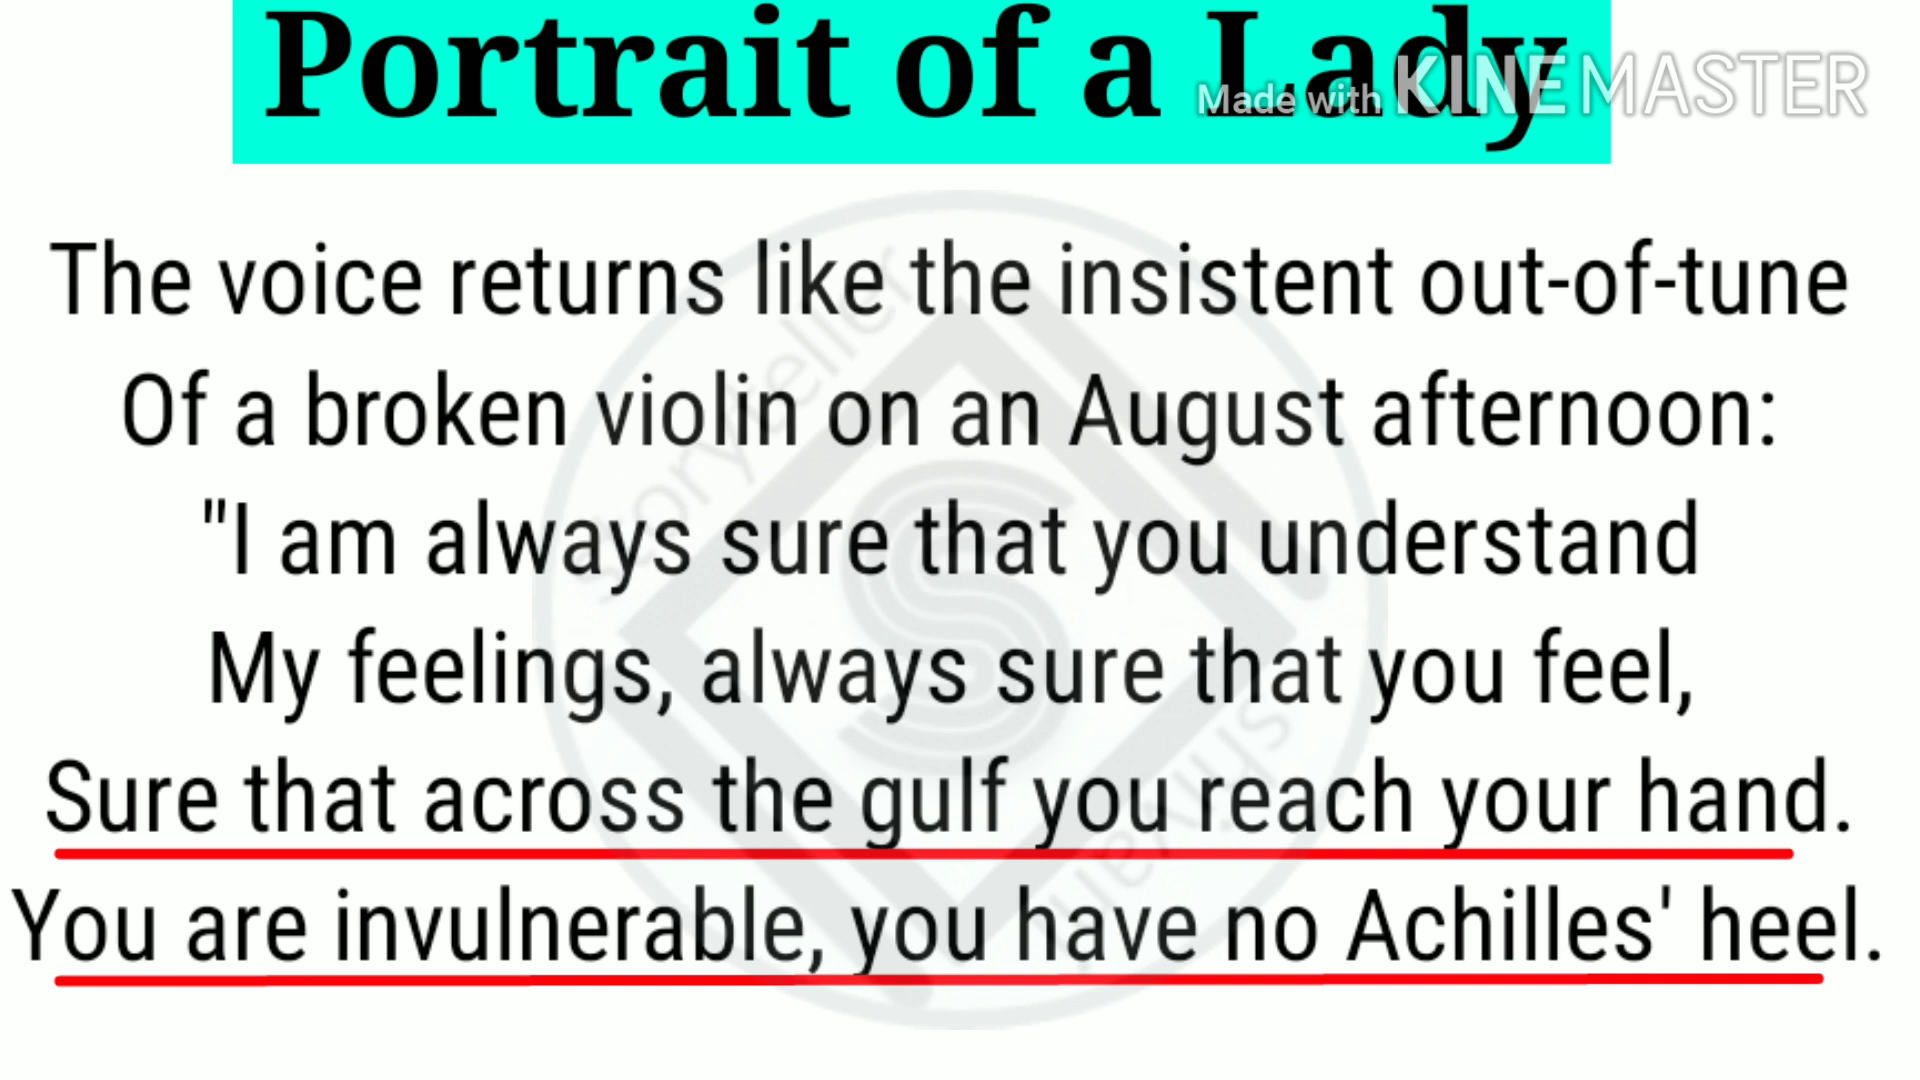 Portrait of a Lady
Made with KINEMASTER
The voice returns like the insistent out-of-tune
Of a broken violin on an August afternoon:
"I am always sure that you understand
My feelings, always sure that you feel,
Sure that across the gulf you reach your hand.
You are invulnerable, you have no Achilles' heel.
Storyteller
Shivani